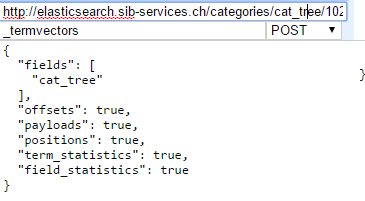 http://elasticsearch.sib-services.ch/categories/cat_tree/102
_termvectors POST
{
"fields": [
"cat_tree"
],
"offsets": true,
"payloads": true,
"positions": true,
"term_statistics": true,
"field_statistics": true
}
}